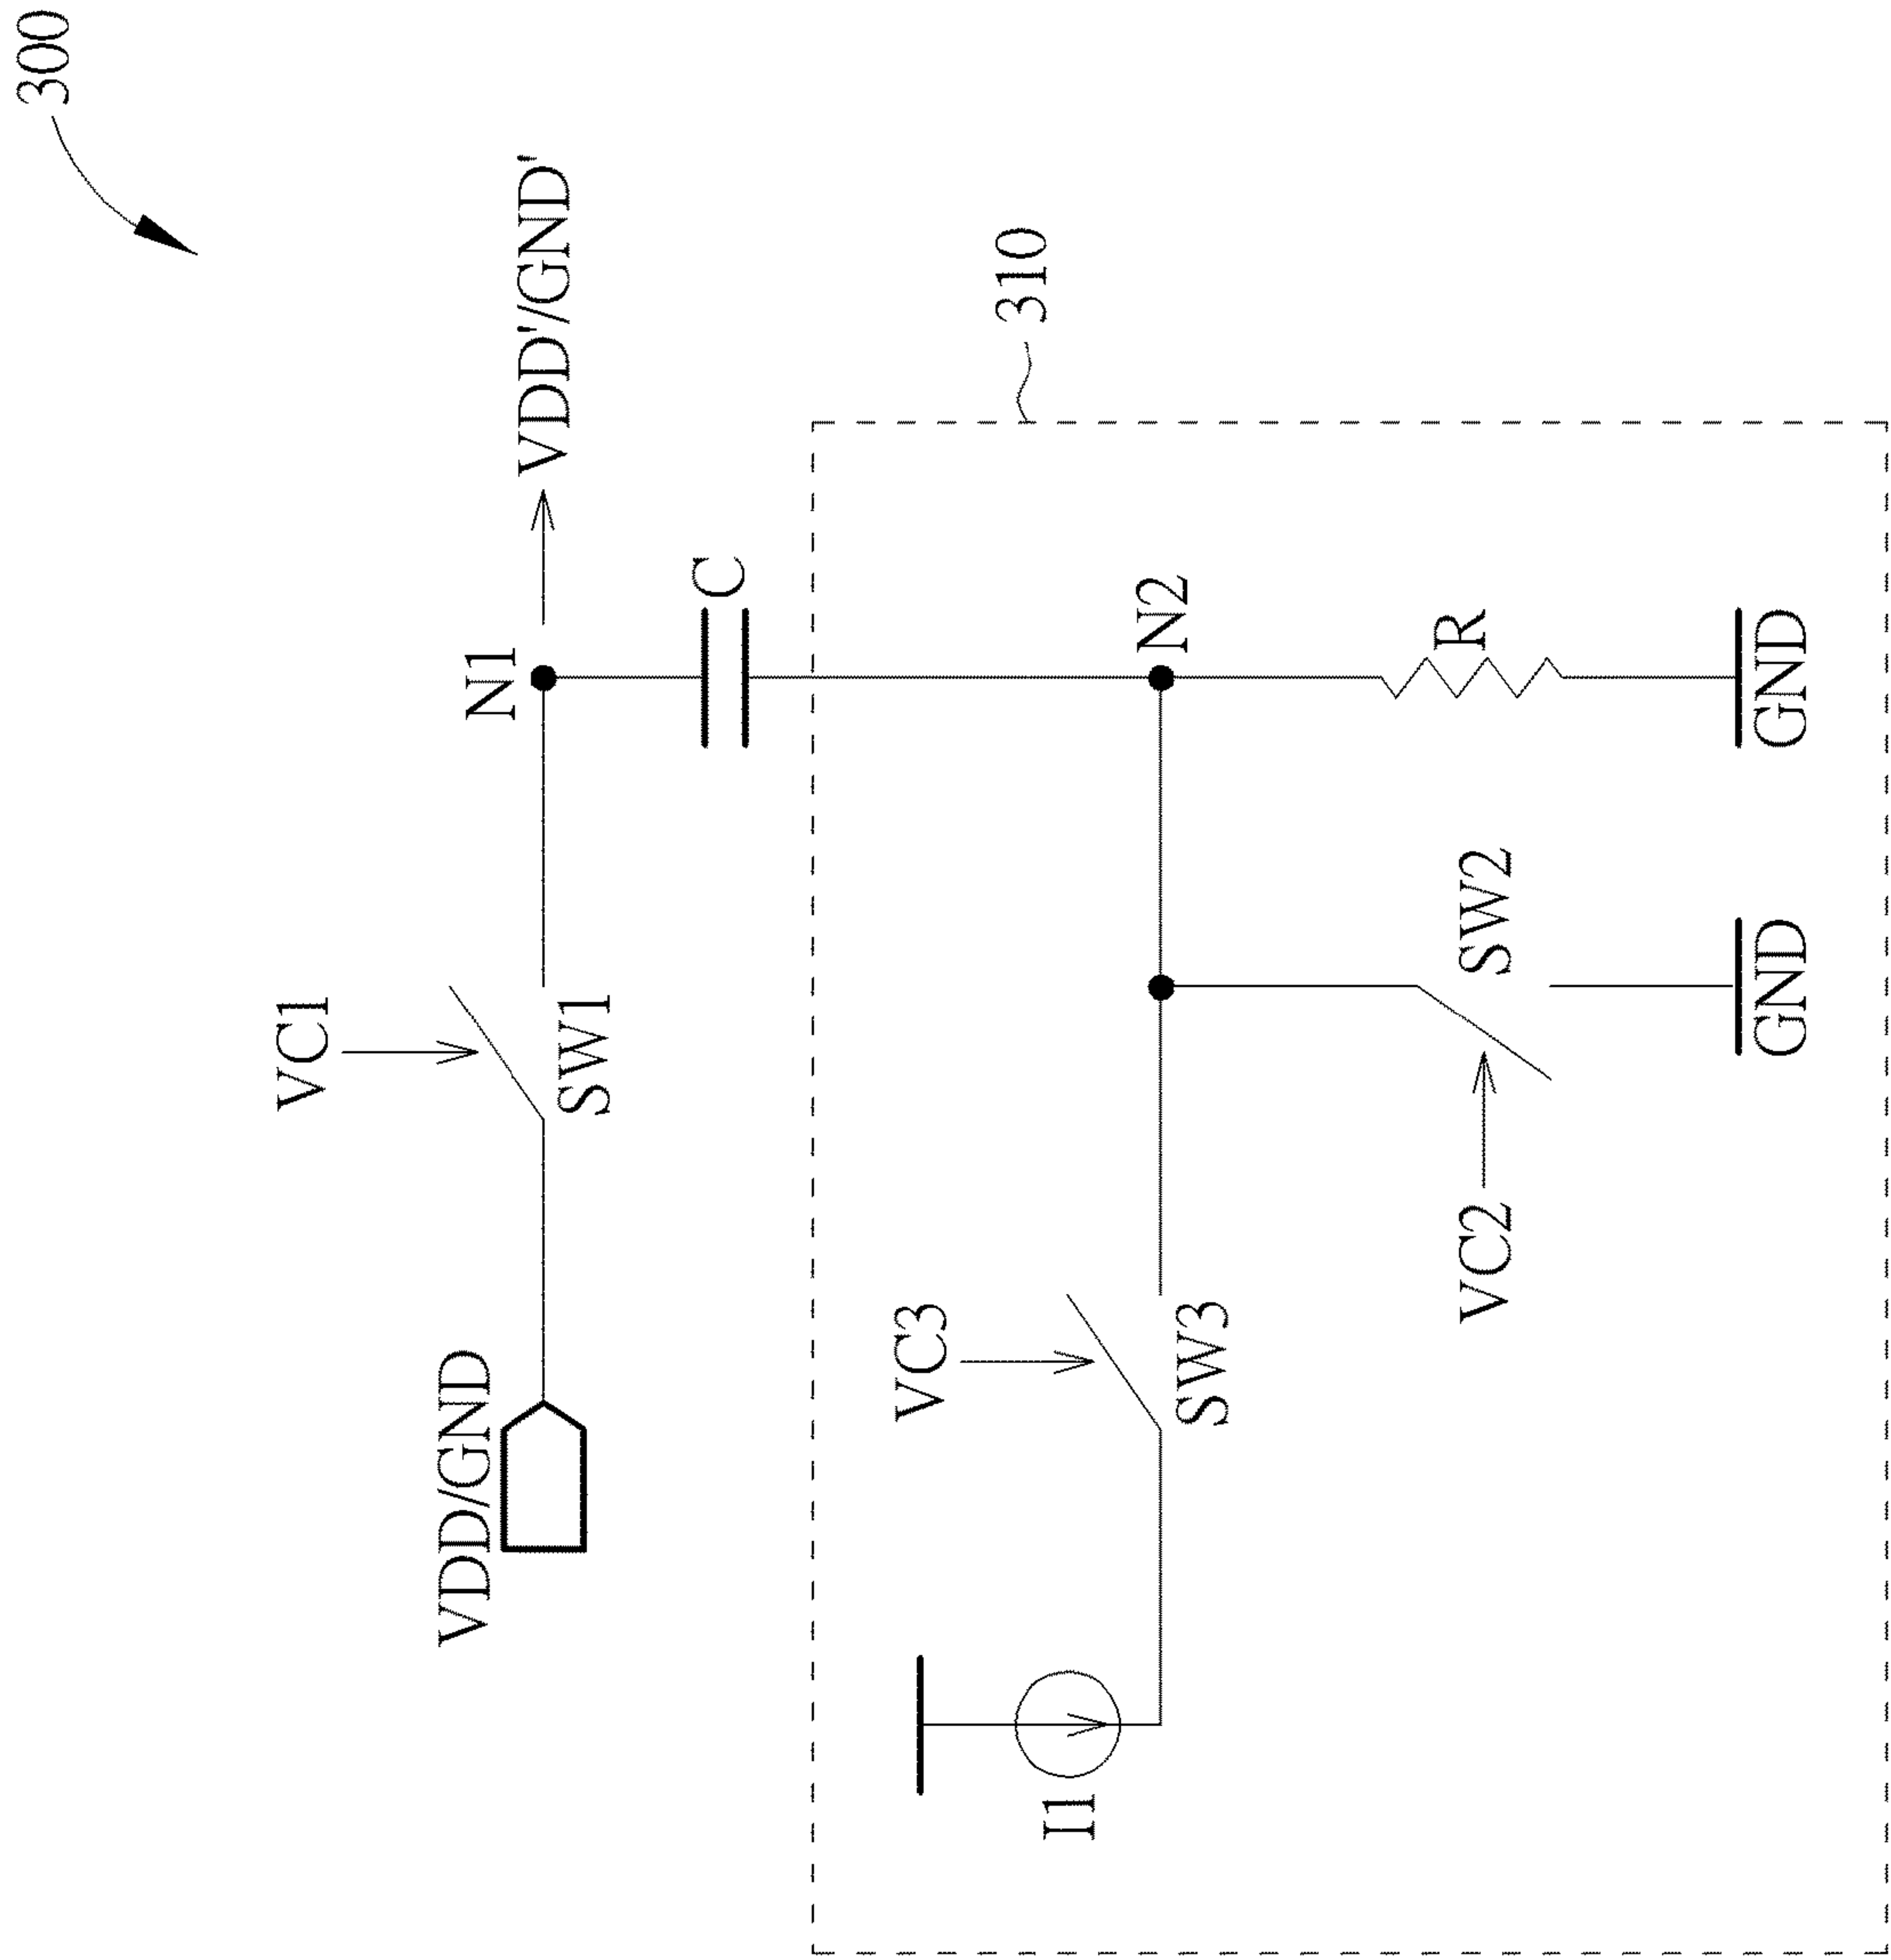 300
VC1
VDD/GND
SW1
N1
VDD'/GND'
C
310
I1
VC3
SW3
N2
VC2
SW2
R
GND
GND